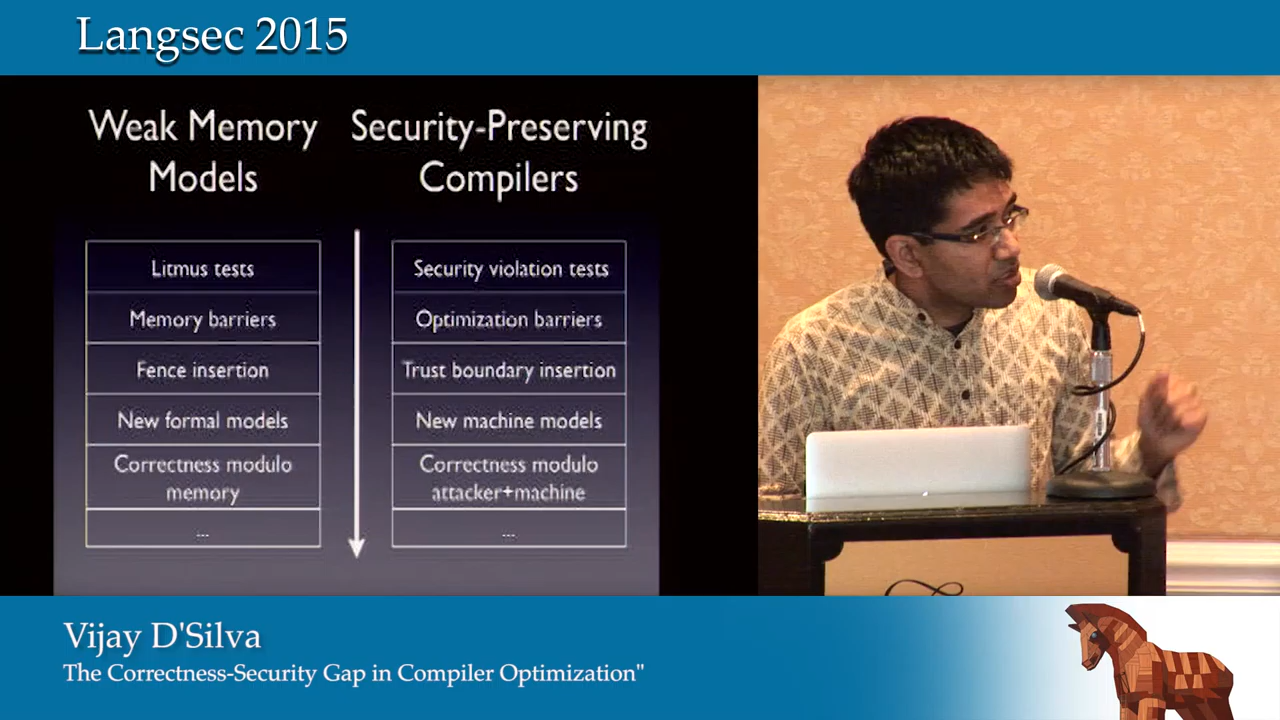 Langsec 2015
Weak Memory
Models
Security-Preserving
Compilers
Litmus tests
Memory barriers
Fence insertion
New formal models
Correctness modulo
memory
...
Security violation tests
Optimization barriers
Trust boundary insertion
New machine models
Correctness modulo
attacker+machine
...
Vijay D'Silva
The Correctness-Security Gap in Compiler Optimization"